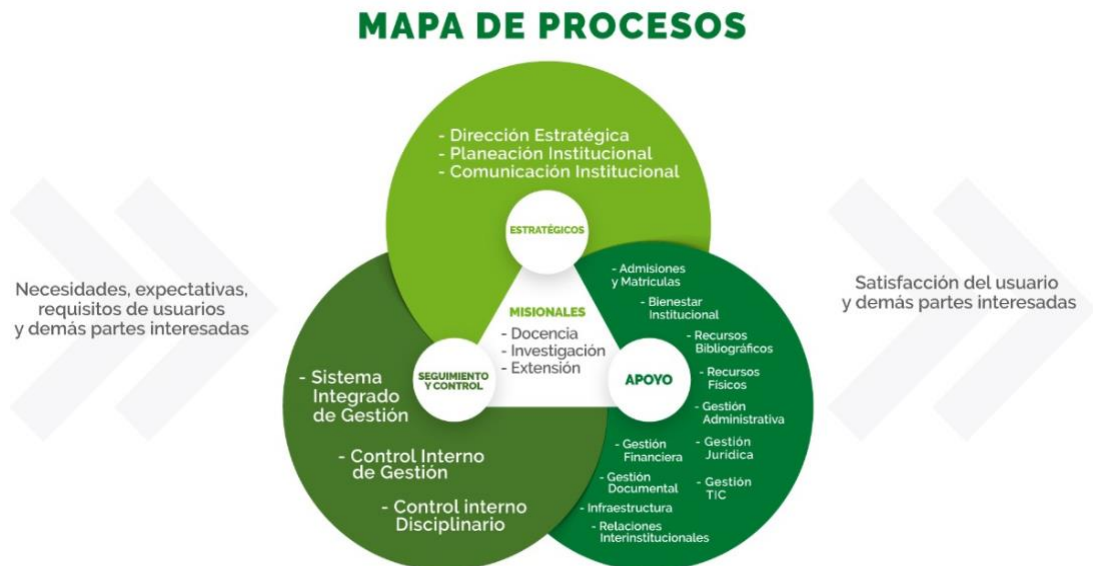 MAPA DE PROCESOS
- Dirección Estratégica
- Planeación Institucional
- Comunicación Institucional
ESTRATÉGICOS
Necesidades, expectativas,
requisitos de usuarios
y demás partes interesadas
MISIONALES
- Docencia
- Investigación
- Extensión
SEGUIMIENTO
Y CONTROL
- Sistema
Integrado
de Gestión
- Control Interno
de Gestión
- Control interno
Disciplinario
APOYO
- Admisiones
y Matrículas
- Bienestar
Institucional
- Recursos
Bibliográficos
- Recursos
Físicos
- Gestión
Administrativa
- Gestión
Jurídica
- Gestión
TIC
- Gestión
Financiera
- Gestión
Documental
- Infraestructura
- Relaciones
Interinstitucionales
Satisfacción del usuario
y demás partes interesadas